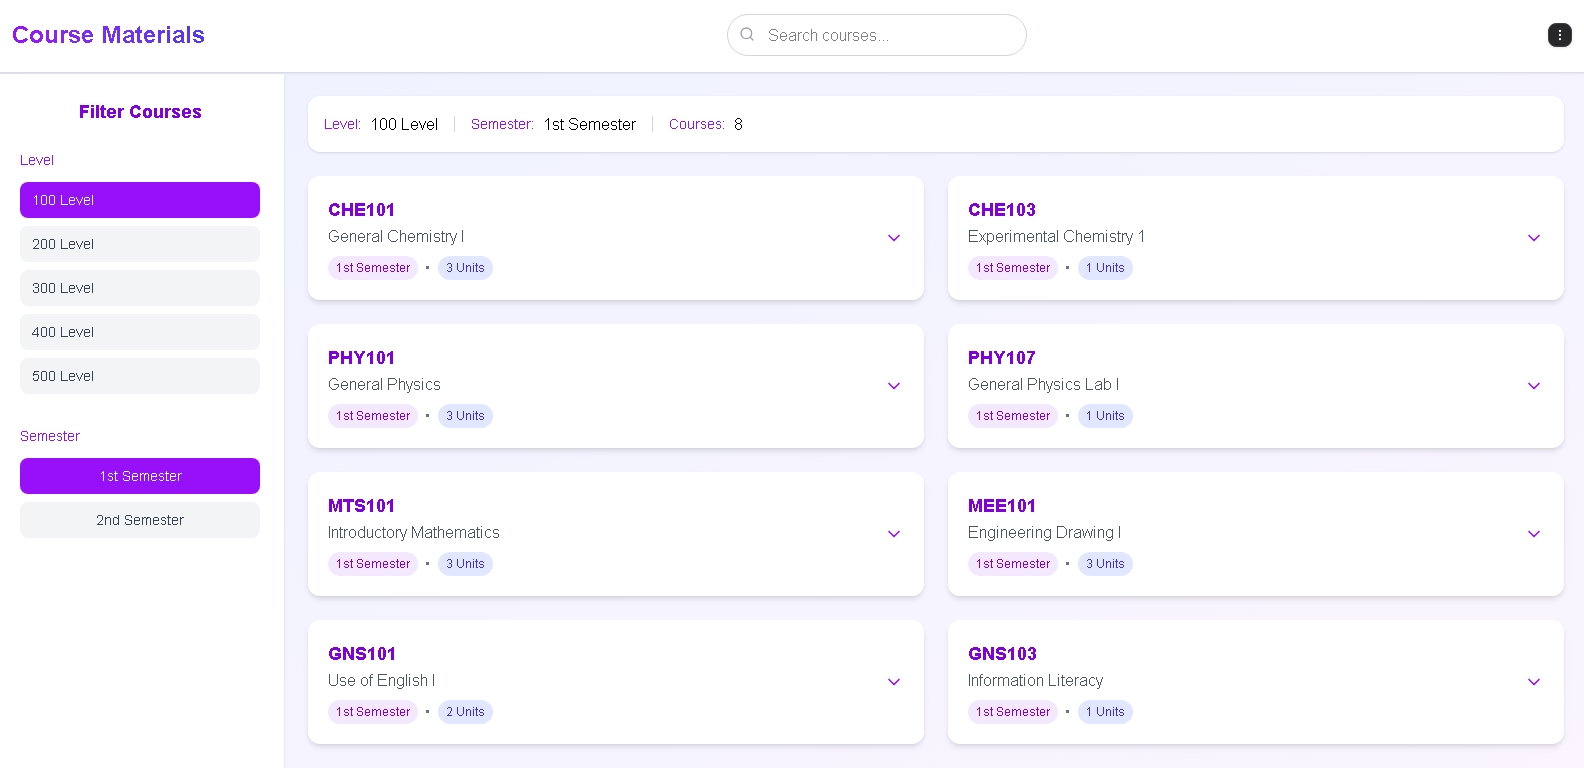 Course Materials
Search courses...
Filter Courses
Level
100 Level
200 Level
300 Level
400 Level
500 Level
Semester
1st Semester
2nd Semester
Level: 100 Level Semester: 1st Semester Courses: 8
CHE101
General Chemistry I
1st Semester • 3 Units
CHE103
Experimental Chemistry 1
1st Semester • 1 Units
PHY101
General Physics
1st Semester • 3 Units
PHY107
General Physics Lab I
1st Semester • 1 Units
MTS101
Introductory Mathematics
1st Semester • 3 Units
MEE101
Engineering Drawing I
1st Semester • 3 Units
GNS101
Use of English I
1st Semester • 2 Units
GNS103
Information Literacy
1st Semester • 1 Units